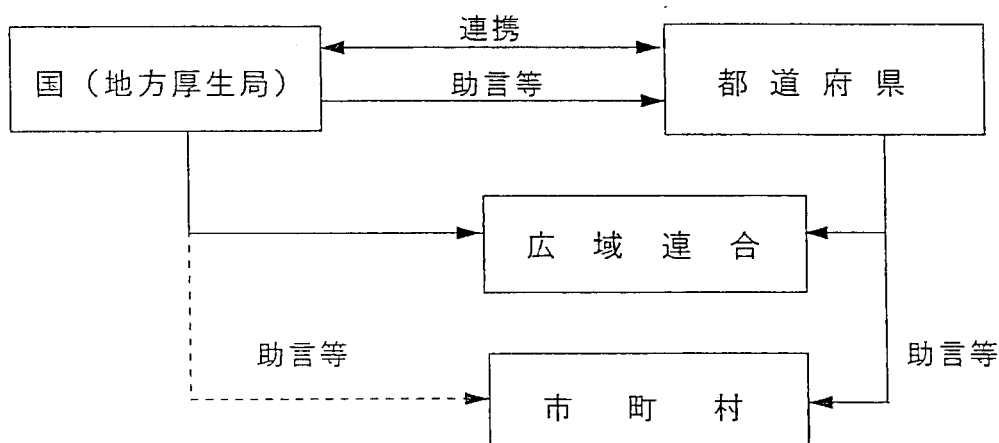 連携
国（地方厚生局）
助言等
都道府県
広域連合
助言等
助言等
市町村